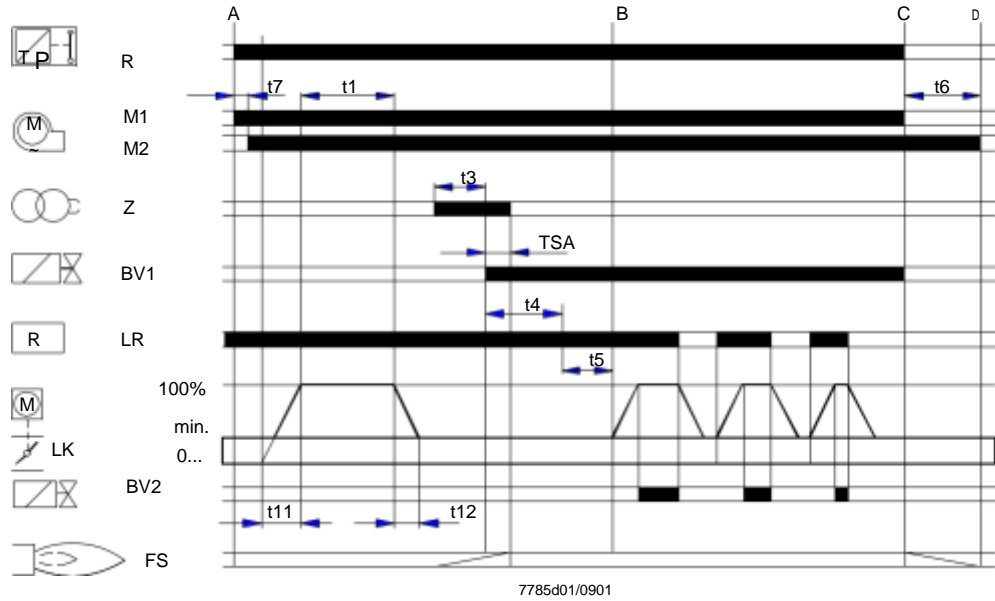 A B C D
T P R
t7 t1 t6
M1
M ~
M2
t3
Z
TSA
BV1
t4
R LR
t5
100%
M
min.
LK
0...
BV2
t11 t12
FS
7785d01/0901